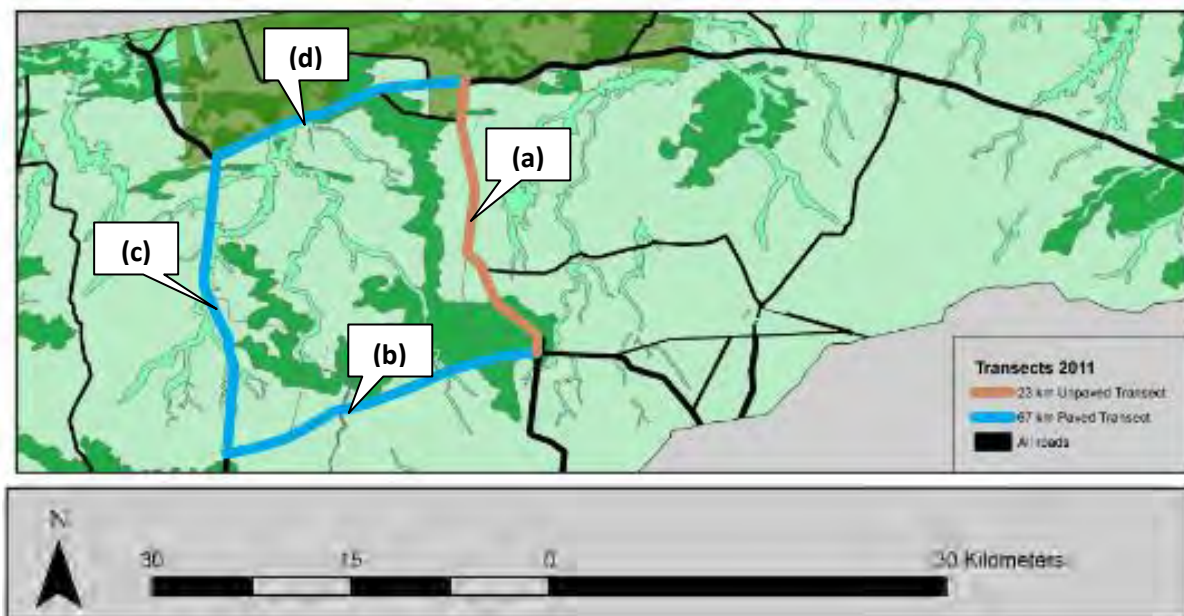 (d)
(a)
(c)
(b)
Transects 2011
23 km Unpaved Transect
67 km Paved Transect
All roads
N
30 15 0 30 Kilometers